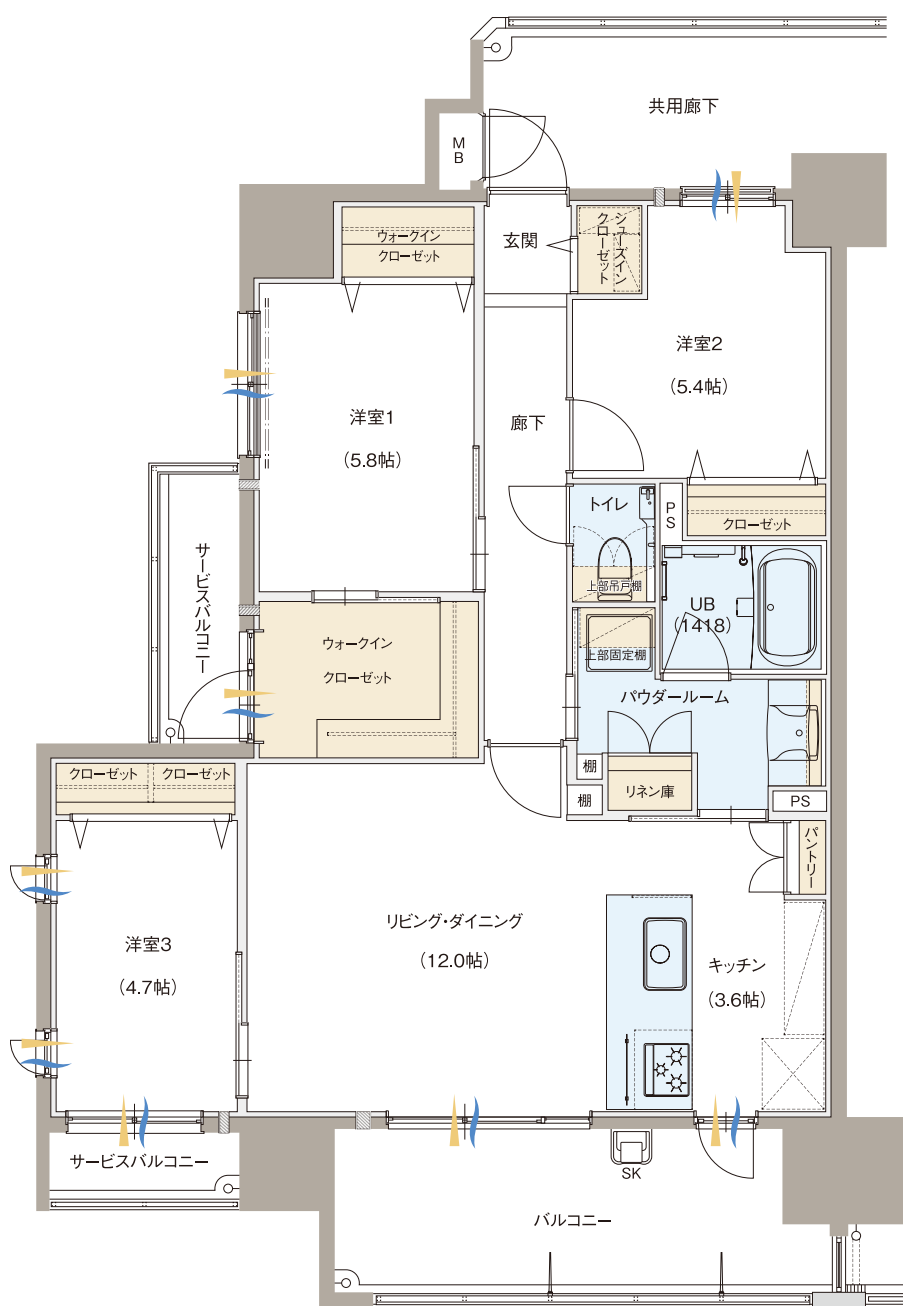 共用廊下
MB
ウォークイン
クローゼット
玄関
シューズイン
クローゼット
洋室2
(5.4帖)
洋室1
(5.8帖)
廊下
トイレ
PS
クローゼット
上部吊戸棚
UB
(1418)
サービスバルコニー
ウォークイン
クローゼット
上部固定棚
パウダールーム
棚
リネン庫
棚
PS
クローゼット
クローゼット
パントリー
リビング・ダイニング
(12.0帖)
洋室3
(4.7帖)
キッチン
(3.6帖)
サービスバルコニー
SK
バルコニー